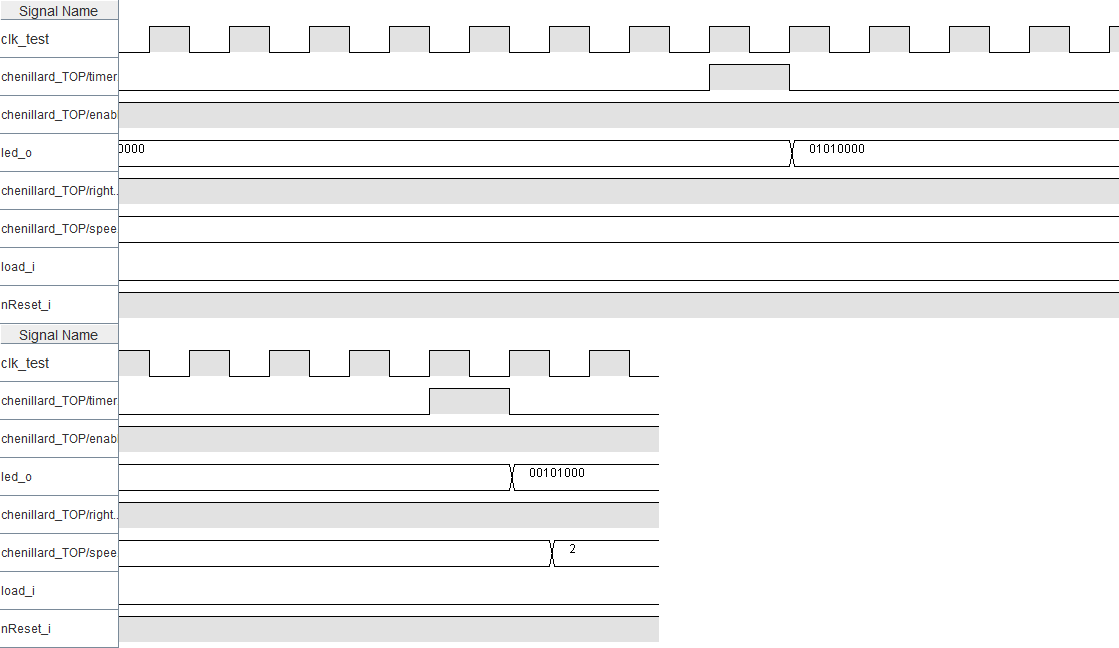 Signal Name
clk_test
chenillard_TOP/timer
chenillard_TOP/enab
led_o 0000 01010000
chenillard_TOP/right..
chenillard_TOP/spee
load_i
nReset_i
Signal Name
clk_test
chenillard_TOP/timer
chenillard_TOP/enab
led_o 00101000
chenillard_TOP/right..
chenillard_TOP/spee 2
load_i
nReset_i